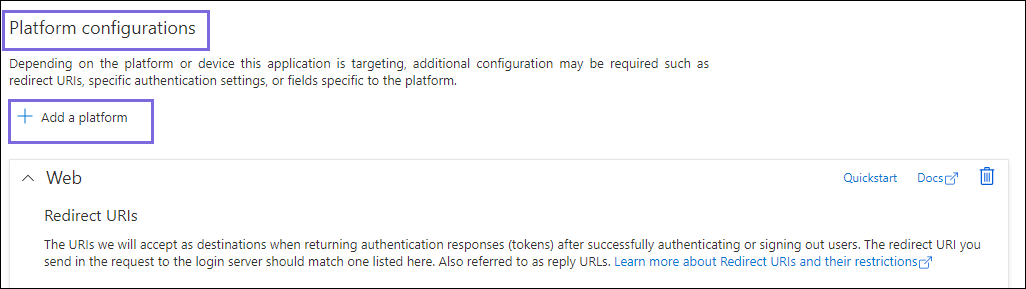 Platform configurations
Depending on the platform or device this application is targeting, additional configuration may be required such as
redirect URIs, specific authentication settings, or fields specific to the platform.
Add a platform
Web Quickstart Docs
Redirect URIs
The URIs we will accept as destinations when returning authentication responses (tokens) after successfully authenticating or signing out users. The redirect URI you
send in the request to the login server should match one listed here. Also referred to as reply URLs. Learn more about Redirect URIs and their restrictions